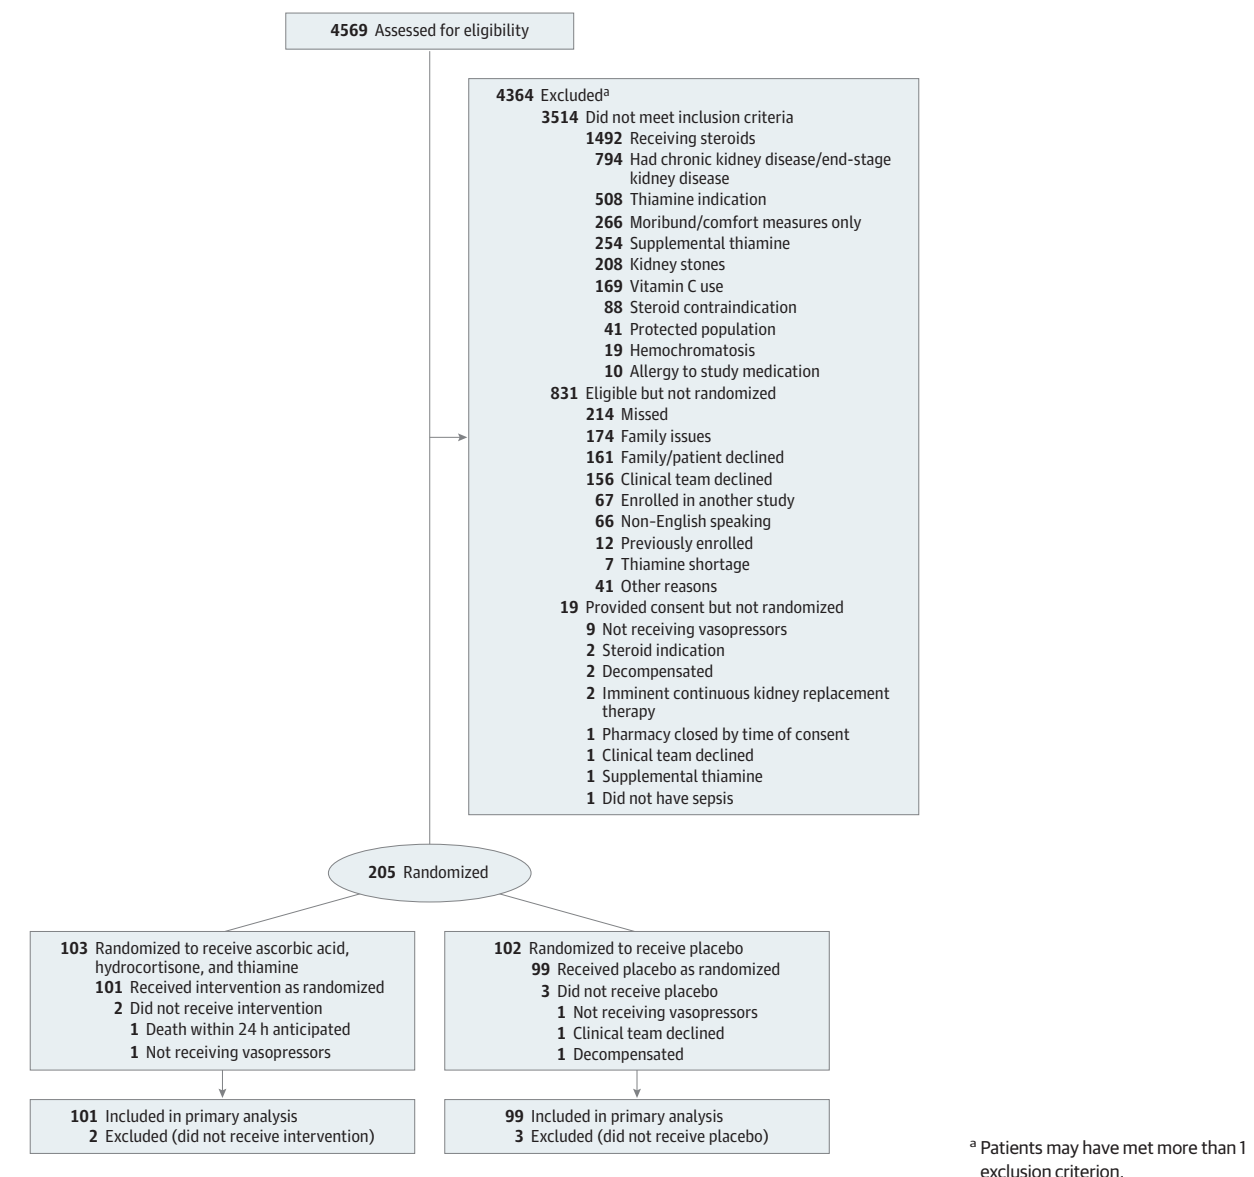 4569 Assessed for eligibility
4364 Excludedª
3514 Did not meet inclusion criteria
1492 Receiving steroids
794 Had chronic kidney disease/end-stage
kidney disease
508 Thiamine indication
266 Moribund/comfort measures only
254 Supplemental thiamine
208 Kidney stones
169 Vitamin C use
88 Steroid contraindication
41 Protected population
19 Hemochromatosis
10 Allergy to study medication
831 Eligible but not randomized
214 Missed
174 Family issues
161 Family/patient declined
156 Clinical team declined
67 Enrolled in another study
66 Non-English speaking
12 Previously enrolled
7 Thiamine shortage
41 Other reasons
19 Provided consent but not randomized
9 Not receiving vasopressors
2 Steroid indication
2 Decompensated
2 Imminent continuous kidney replacement
therapy
1 Pharmacy closed by time of consent
1 Clinical team declined
1 Supplemental thiamine
1 Did not have sepsis
205 Randomized
103 Randomized to receive ascorbic acid,
hydrocortisone, and thiamine
101 Received intervention as randomized
2 Did not receive intervention
1 Death within 24 h anticipated
1 Not receiving vasopressors
102 Randomized to receive placebo
99 Received placebo as randomized
3 Did not receive placebo
1 Not receiving vasopressors
1 Clinical team declined
1 Decompensated
101 Included in primary analysis
2 Excluded (did not receive intervention)
99 Included in primary analysis
3 Excluded (did not receive placebo)
ª Patients may have met more than 1
exclusion criterion.